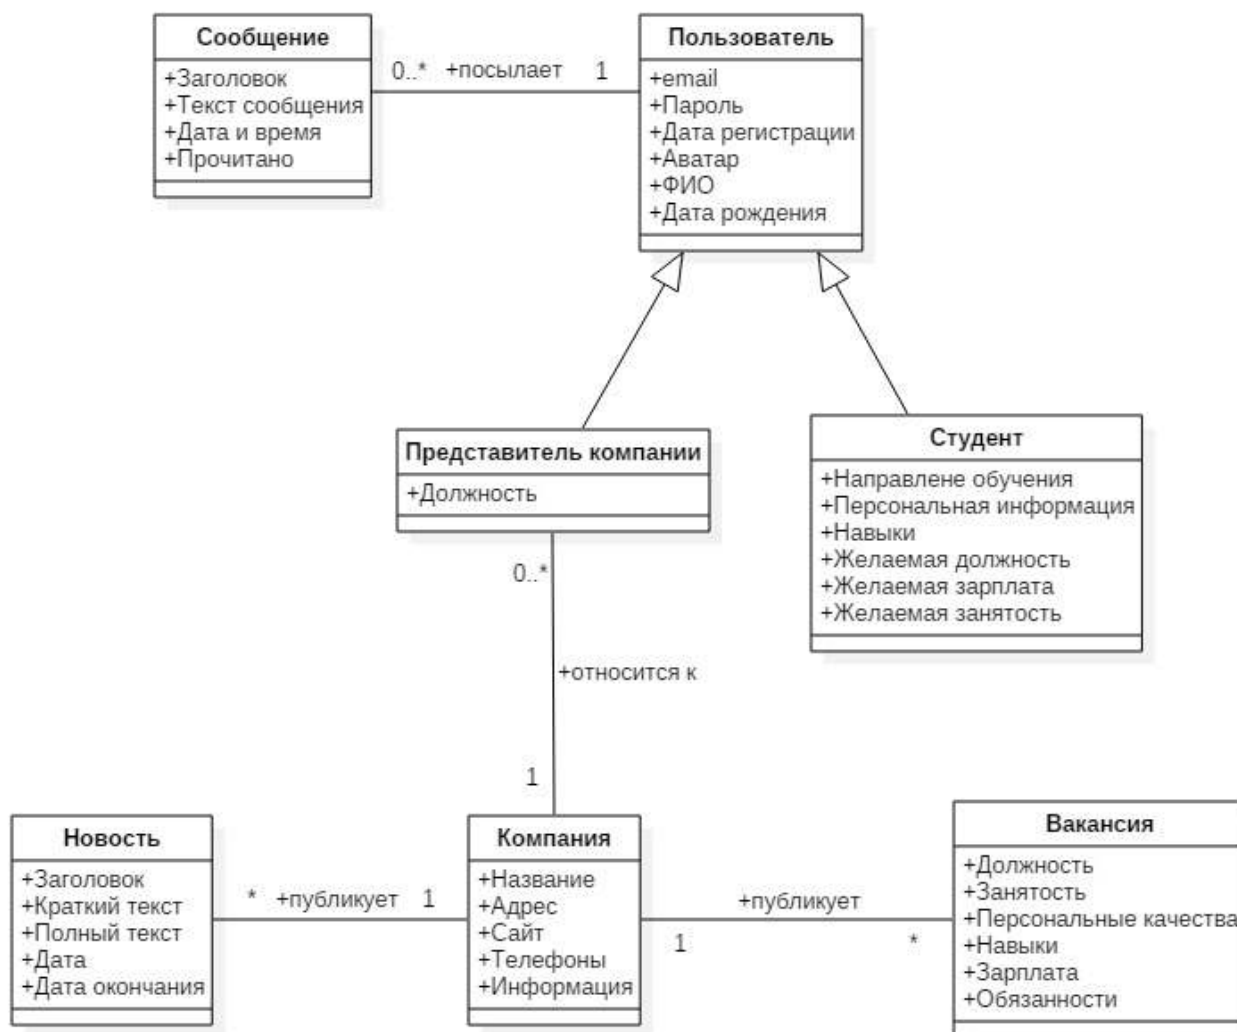 Сообщение
+Заголовок
+Текст сообщения
+Дата и время
+Прочитано
0..* +посылает 1
Пользователь
+email
+Пароль
+Дата регистрации
+Аватар
+ФИО
+Дата рождения
Представитель компании
+Должность
Студент
+Направлене обучения
+Персональная информация
+Навыки
+Желаемая должность
+Желаемая зарплата
+Желаемая занятость
0..*
+относится к
1
Новость
+Заголовок
+Краткий текст
+Полный текст
+Дата
+Дата окончания
* +публикует 1
Компания
+Название
+Адрес
+Сайт
+Телефоны
+Информация
+публикует
1 *
Вакансия
+Должность
+Занятость
+Персональные качества
+Навыки
+Зарплата
+Обязанности